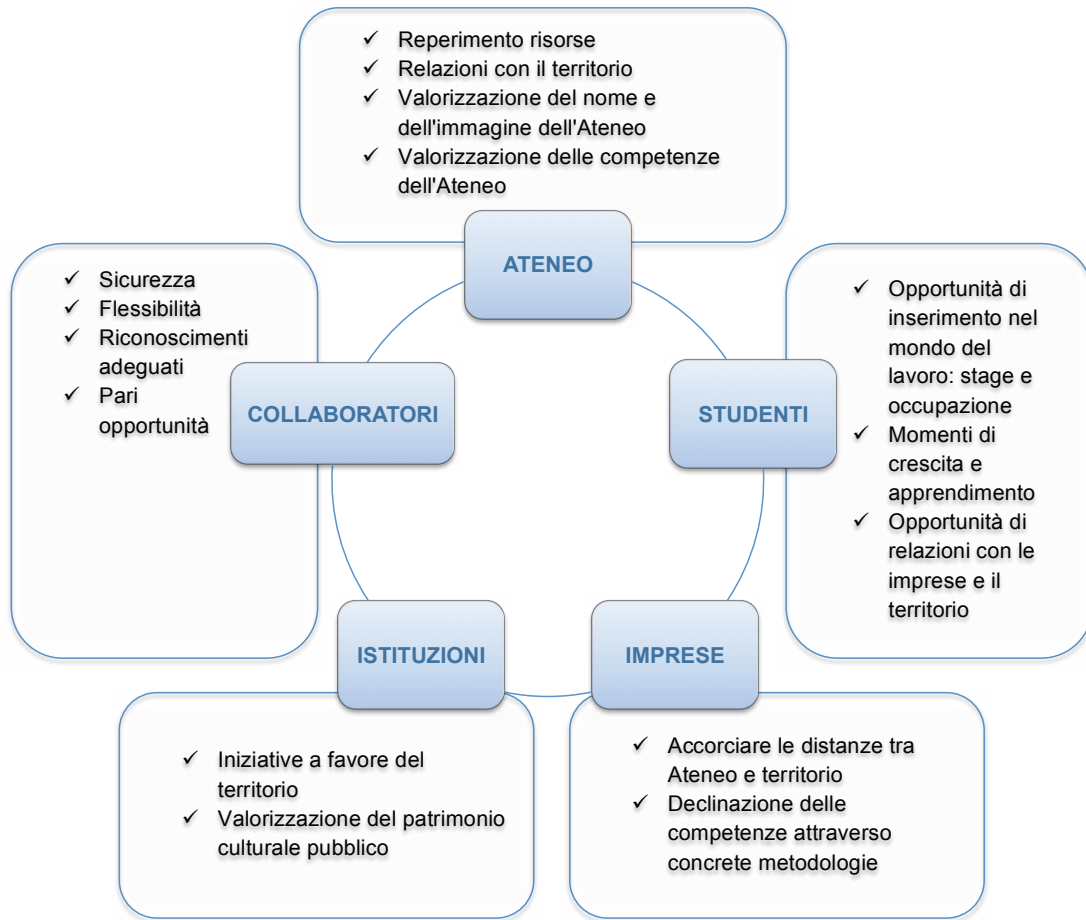 ✓ Reperimento risorse
✓ Relazioni con il territorio
✓ Valorizzazione del nome e
dell'immagine dell'Ateneo
✓ Valorizzazione delle competenze
dell'Ateneo
ATENEO
✓ Sicurezza
✓ Flessibilità
✓ Riconoscimenti
adeguati
✓ Pari
opportunità
COLLABORATORI
STUDENTI
✓ Opportunità di
inserimento nel
mondo del
lavoro: stage e
occupazione
✓ Momenti di
crescita e
apprendimento
✓ Opportunità di
relazioni con le
imprese e il
territorio
ISTITUZIONI
✓ Iniziative a favore del
territorio
✓ Valorizzazione del patrimonio
culturale pubblico
IMPRESE
✓ Accorciare le distanze tra
Ateneo e territorio
✓ Declinazione delle
competenze attraverso
concrete metodologie